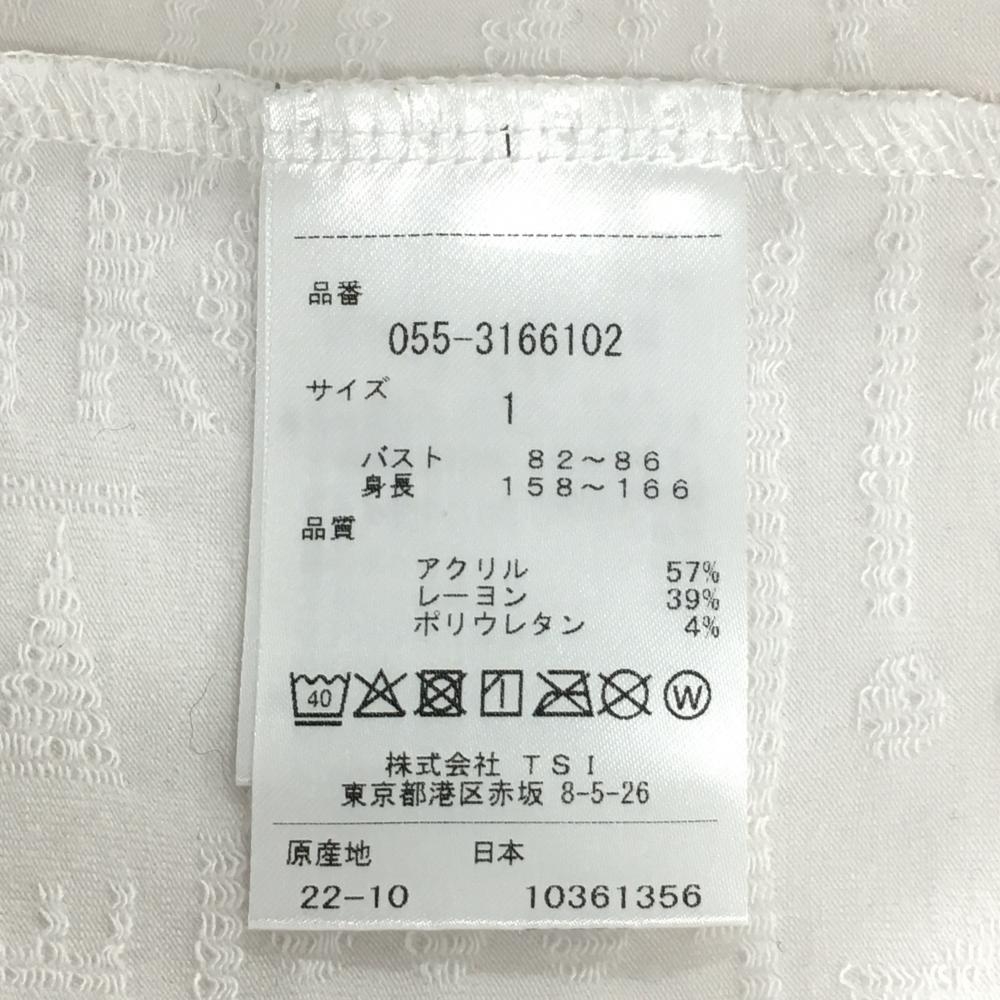 1
品番
055-3166102
サイズ
1
バスト 82～86
身長 158～166
品質
アクリル 57%
レーヨン 39%
ポリウレタン 4%
40 W
株式会社 TSI
東京都港区赤坂 8-5-26
原産地 日本
22-10 10361356